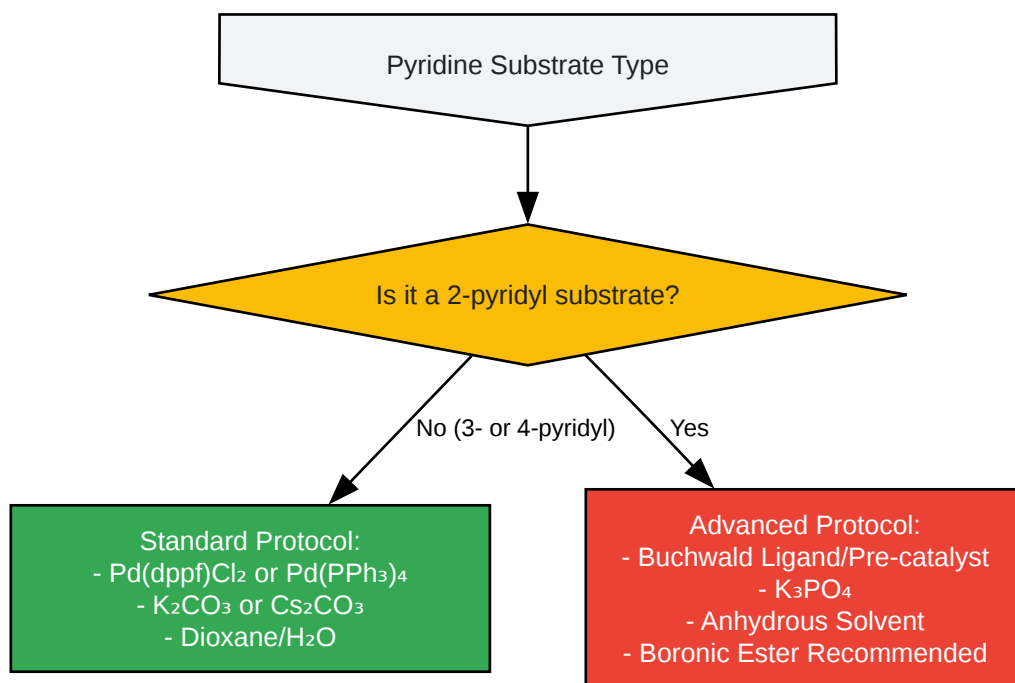 Pyridine Substrate Type
Is it a 2-pyridyl substrate?
No (3- or 4-pyridyl)
Yes
Standard Protocol:
- Pd(dppf)Cl₂ or Pd(PPh₃)₄
- K₂CO₃ or Cs₂CO₃
- Dioxane/H₂O
Advanced Protocol:
- Buchwald Ligand/Pre-catalyst
- K₃PO₄
- Anhydrous Solvent
- Boronic Ester Recommended